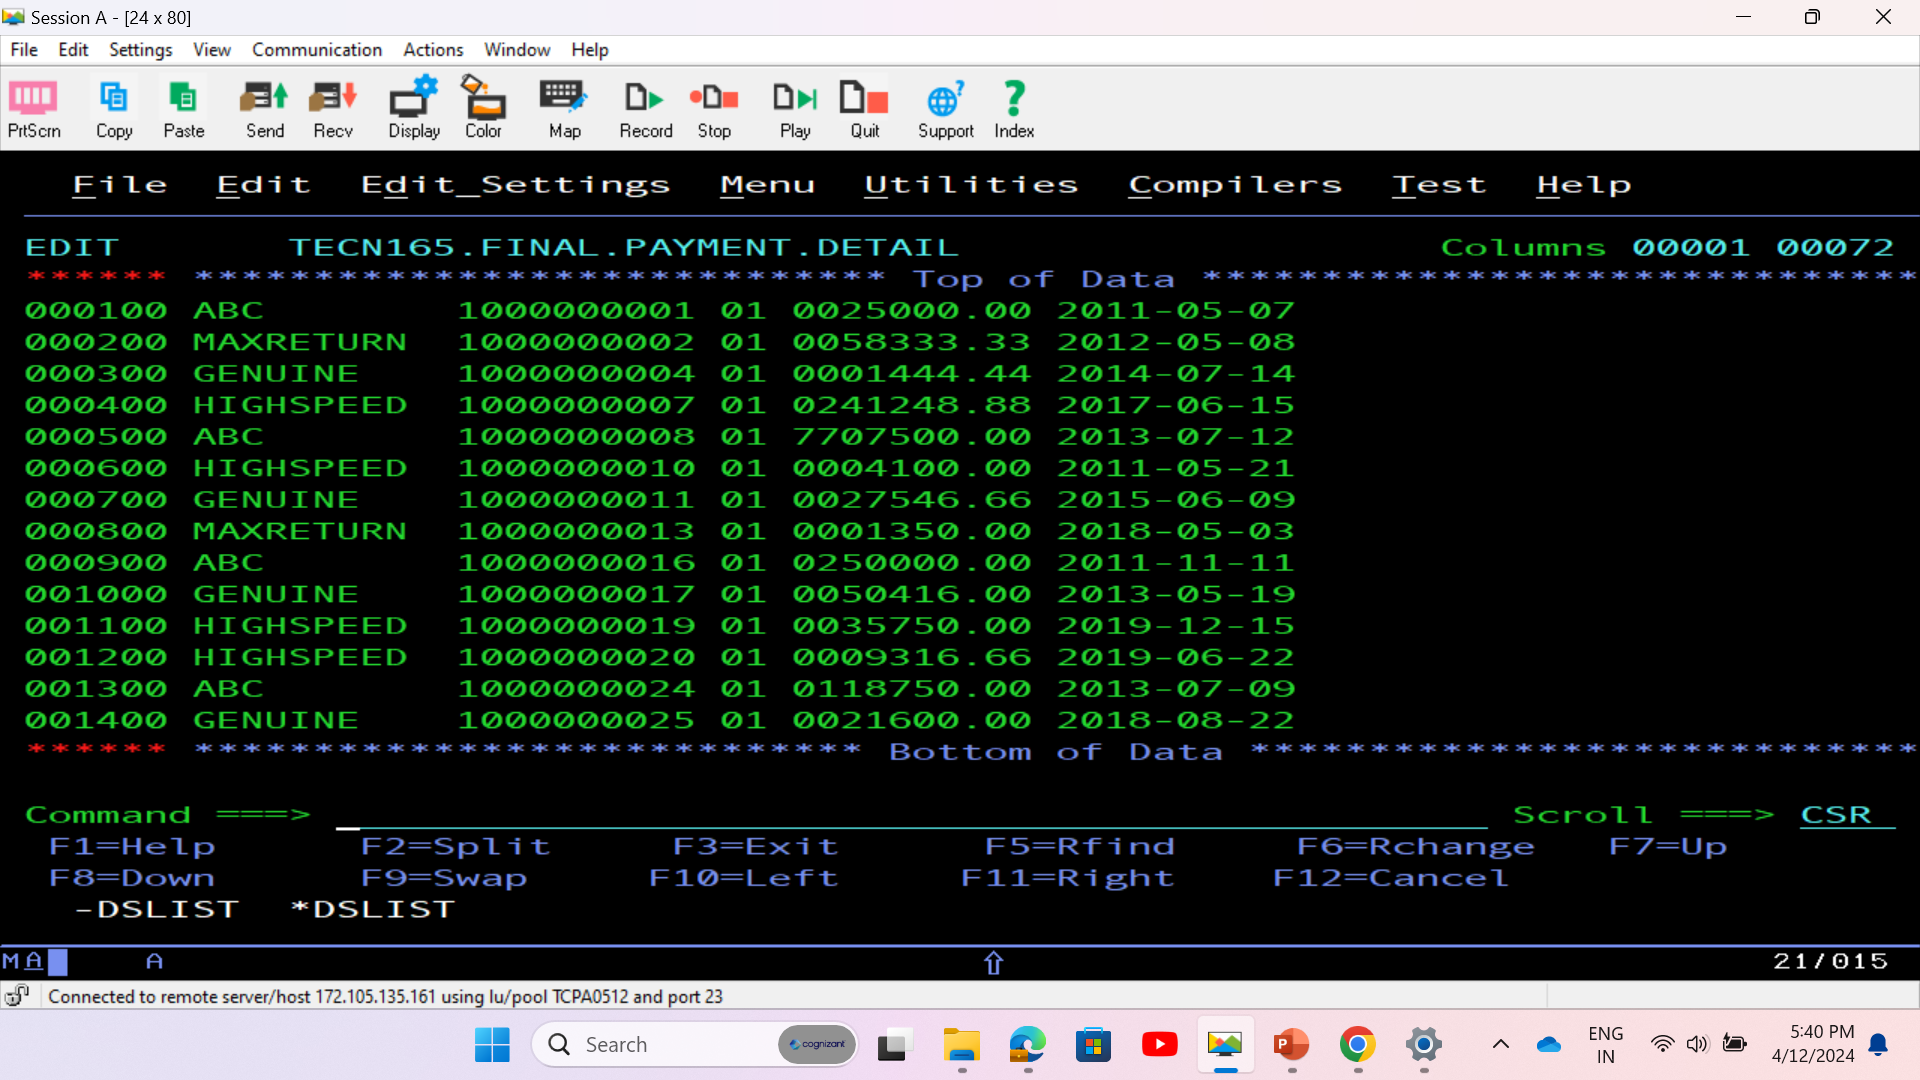 Session A - [24 x 80]
File Edit Settings View Communication Actions Window Help
PrtScrn Copy Paste Send Recv Display Color Map Record Stop Play Quit Support Index
File Edit Edit_Settings Menu Utilities Compilers Test Help
EDIT TECN165.FINAL.PAYMENT.DETAIL Columns 00001 00072
****** ***************************** Top of Data ******************************
000100 ABC 1000000001 01 0025000.00 2011-05-07
000200 MAXRETURN 1000000002 01 0058333.33 2012-05-08
000300 GENUINE 1000000004 01 0001444.44 2014-07-14
000400 HIGHSPEED 1000000007 01 0241248.88 2017-06-15
000500 ABC 1000000008 01 7707500.00 2013-07-12
000600 HIGHSPEED 1000000010 01 0004100.00 2011-05-21
000700 GENUINE 1000000011 01 0027546.66 2015-06-09
000800 MAXRETURN 1000000013 01 0001350.00 2018-05-03
000900 ABC 1000000016 01 0250000.00 2011-11-11
001000 GENUINE 1000000017 01 0050416.00 2013-05-19
001100 HIGHSPEED 1000000019 01 0035750.00 2019-12-15
001200 HIGHSPEED 1000000020 01 0009316.66 2019-06-22
001300 ABC 1000000024 01 0118750.00 2013-07-09
001400 GENUINE 1000000025 01 0021600.00 2018-08-22
****** **************************** Bottom of Data ****************************
Command ===> Scroll ===> CSR
F1=Help F2=Split F3=Exit F5=Rfind F6=Rchange F7=Up
F8=Down F9=Swap F10=Left F11=Right F12=Cancel
-DSLIST *DSLIST
MA A 21/015
Connected to remote server/host 172.105.135.161 using lu/pool TCPA0512 and port 23
Search cognizant ENG IN 5:40 PM 4/12/2024